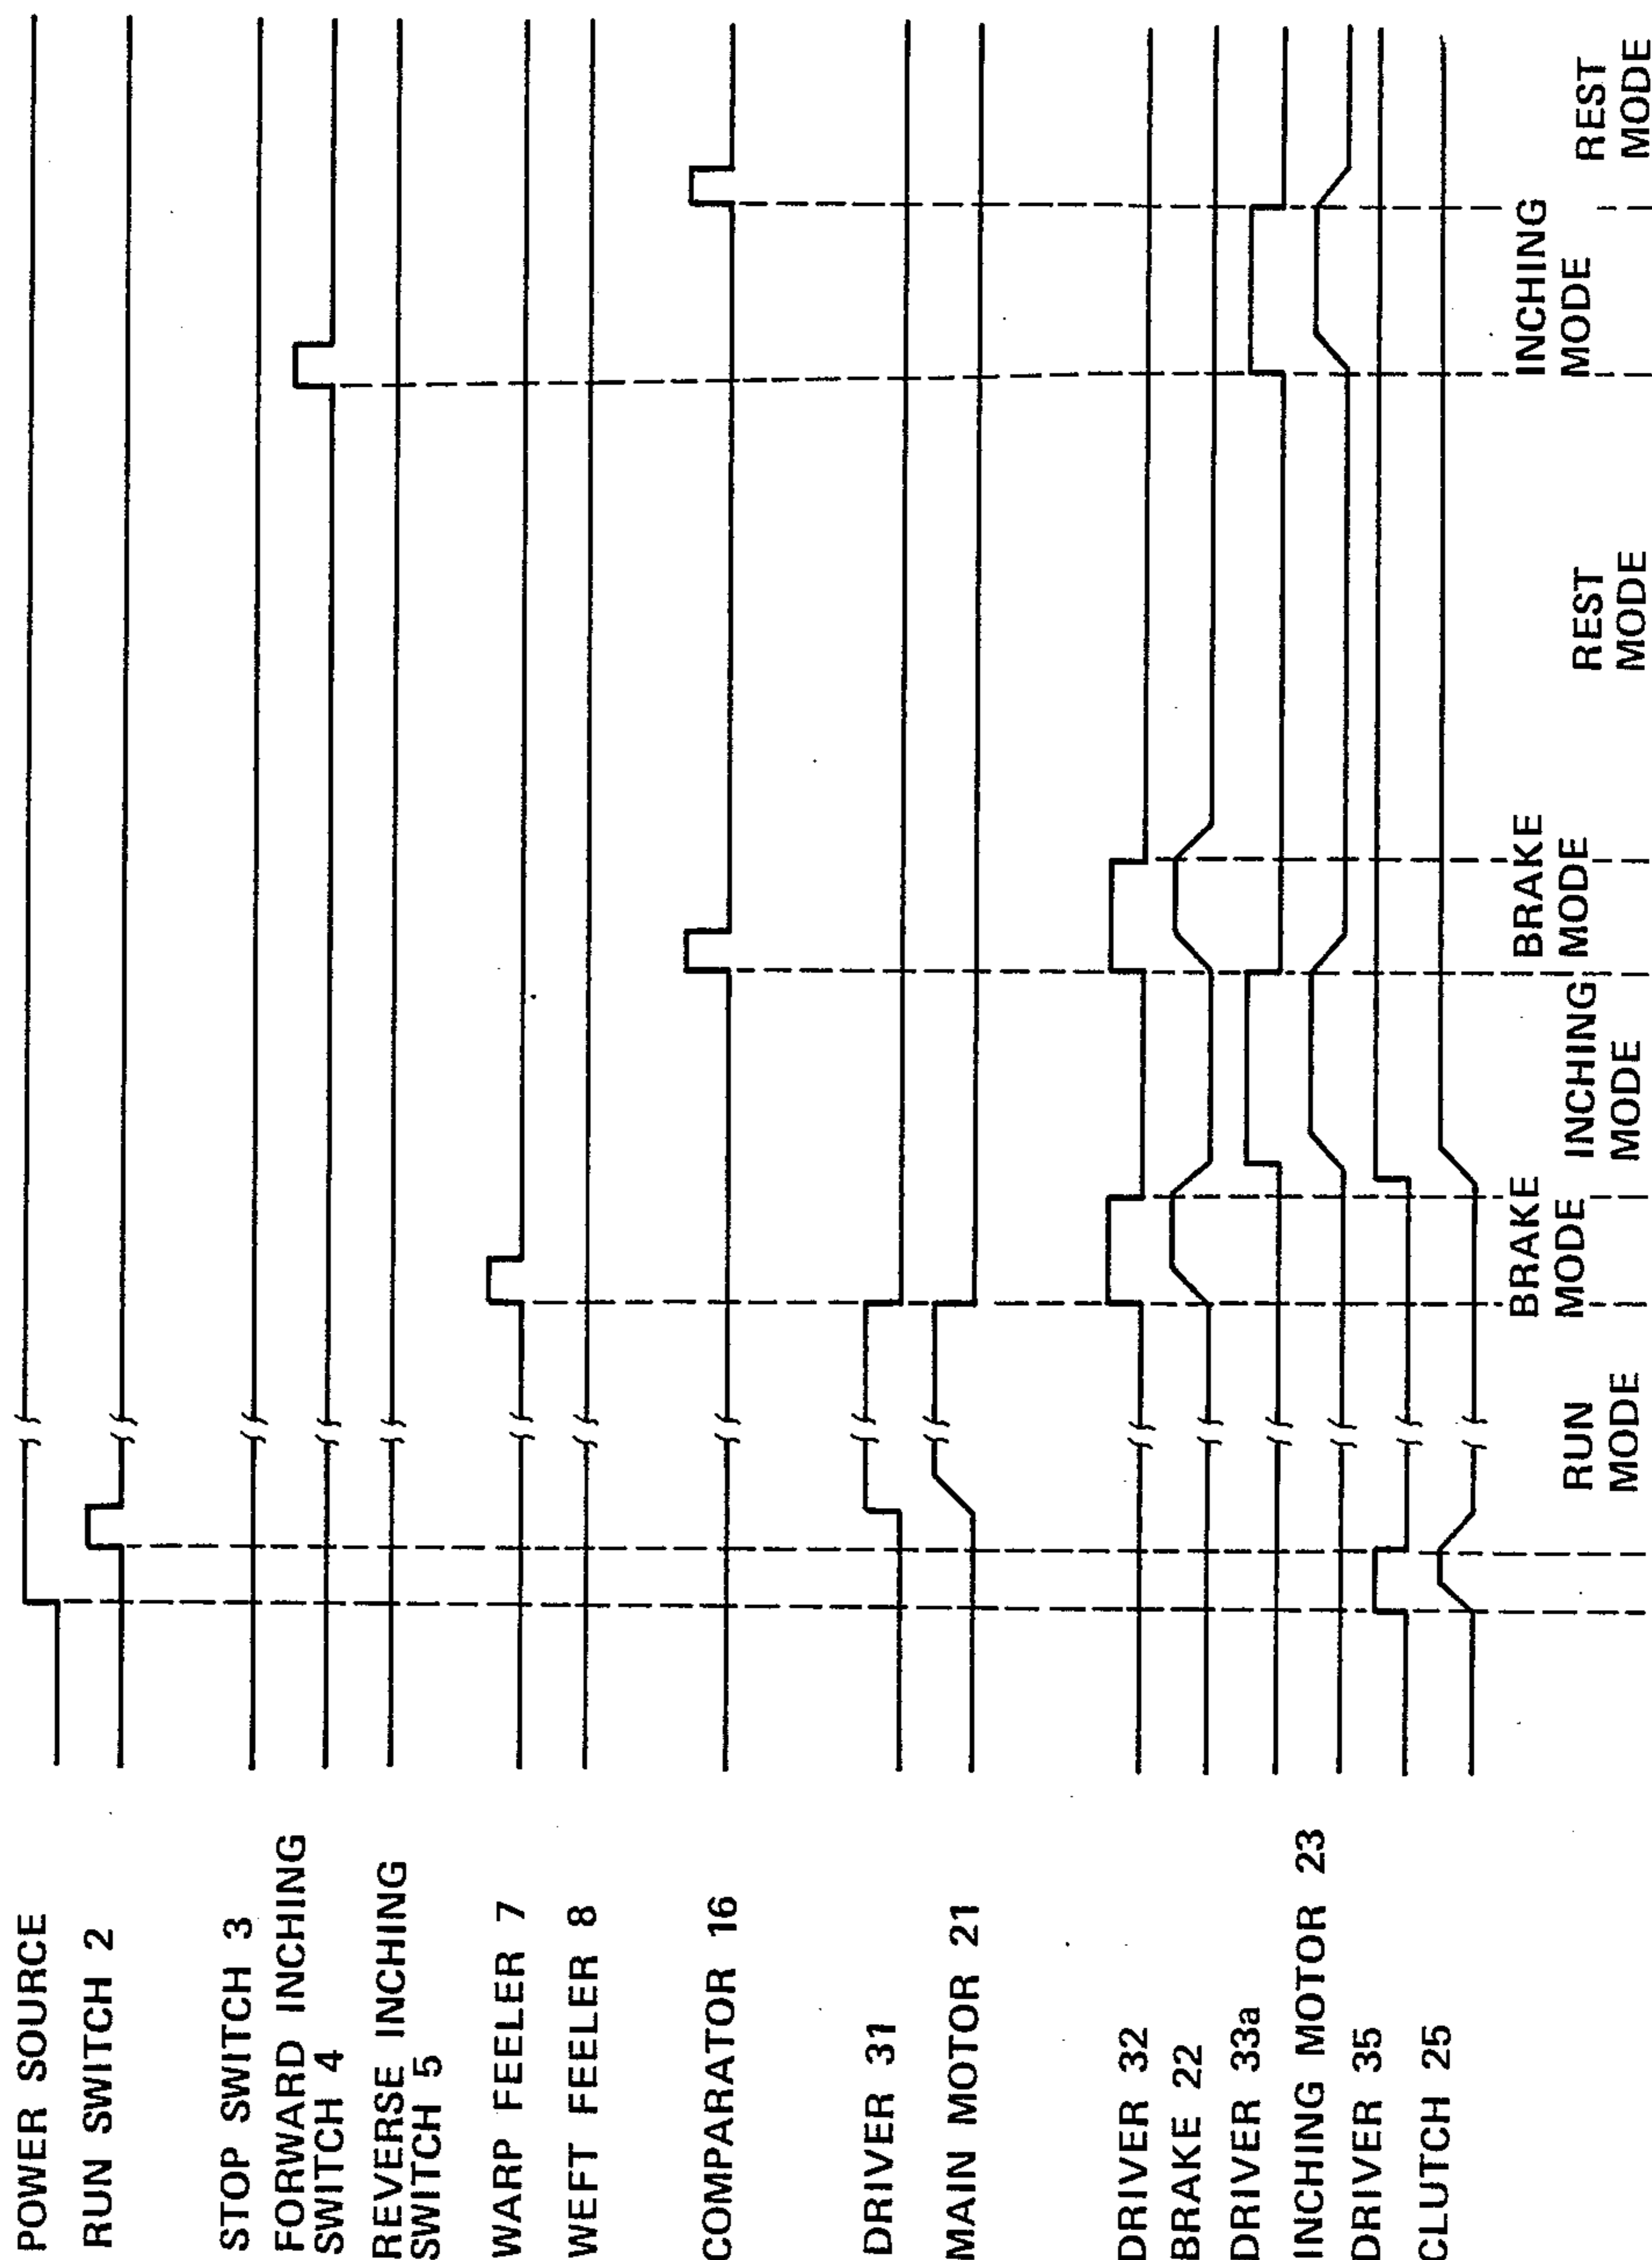 POWER SOURCE
RUN SWITCH 2
STOP SWITCH 3
FORWARD INCHING
SWITCH 4
REVERSE INCHING
SWITCH 5
WARP FEELER 7
WEFT FEELER 8
COMPARATOR 16
DRIVER 31
MAIN MOTOR 21
DRIVER 32
BRAKE 22
DRIVER 33a
INCHING MOTOR 23
DRIVER 35
CLUTCH 25
RUN
MODE
BRAKE
MODE
INCHING
MODE
BRAKE
MODE
REST
MODE
INCHING
MODE
REST
MODE